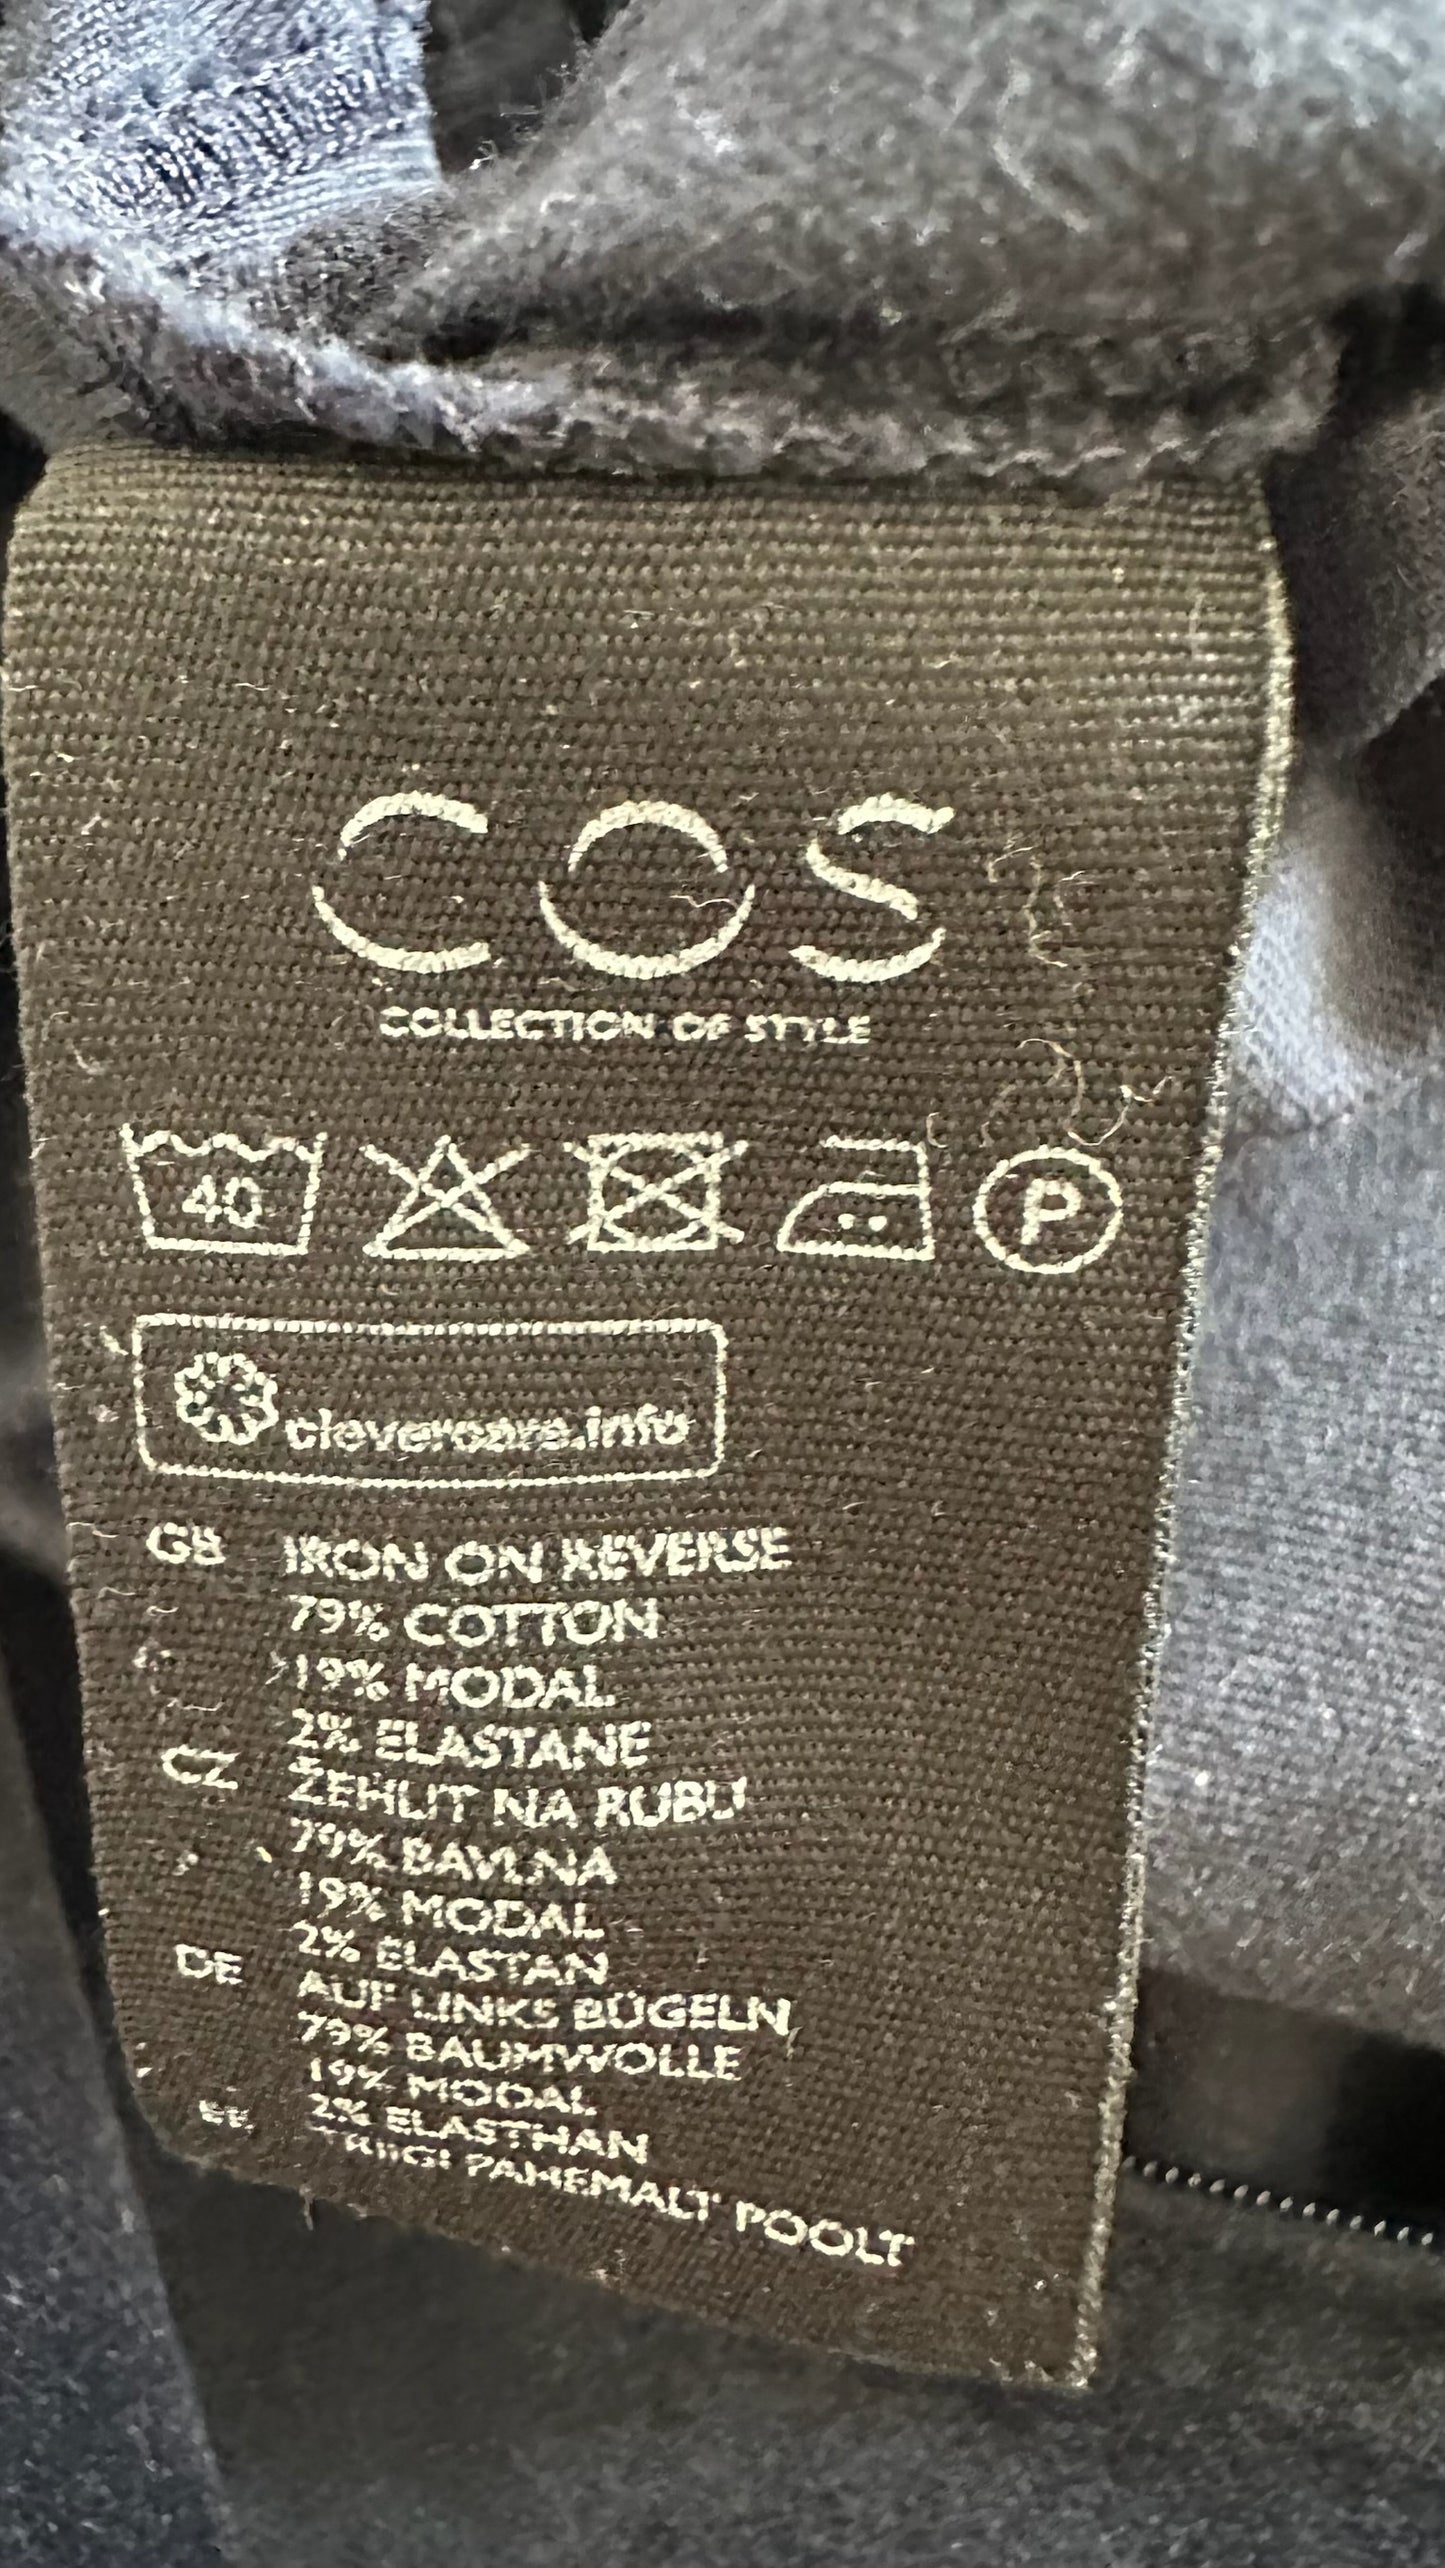 COS
COLLECTION OF STYLE
40
P
clevercare.info
GB IRON ON REVERSE
79% COTTON
19% MODAL
2% ELASTANE
CZ ŽEHLIT NA RUBU
79% BAVLNA
19% MODAL
2% ELASTAN
DE AUF LINKS BÜGELN
79% BAUMWOLLE
19% MODAL
2% ELASTHAN
EE TRIIGI PAHEMALT POOLT